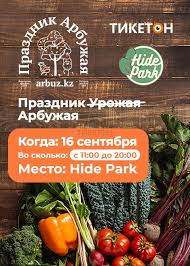 Праздник Арбужая
arbuz.kz
ТИКЕТОН
Hide Park
Праздник Урожая
Арбужая
Когда: 16 сентября
Во сколько: с 11:00 до 20:00
Место: Hide Park